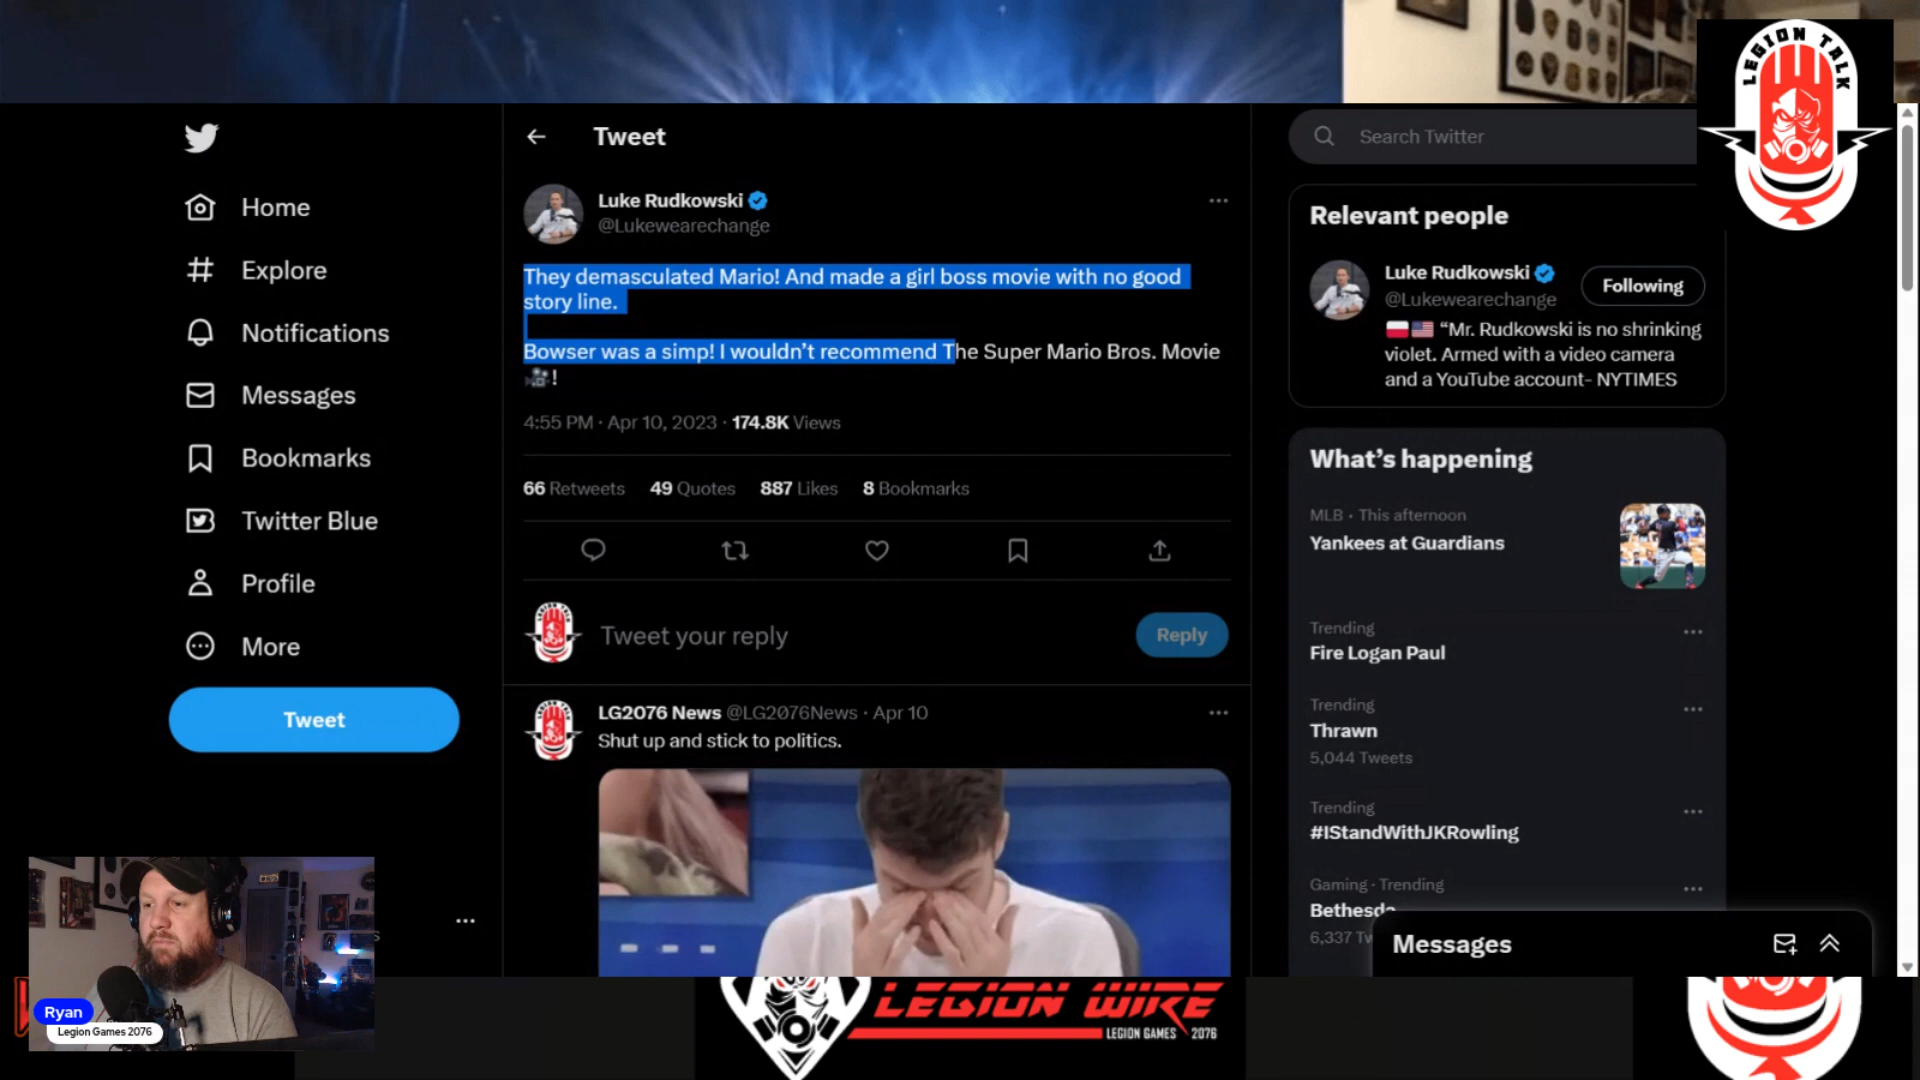 LEGION TALK
Tweet
Search Twitter
Home
Explore
Notifications
Messages
Bookmarks
Twitter Blue
Profile
More
Tweet
Luke Rudkowski
@Lukewearechange
They demasculated Mario! And made a girl boss movie with no good
story line.
Bowser was a simp! I wouldn't recommend The Super Mario Bros. Movie
🎥!
4:55 PM · Apr 10, 2023 · 174.8K Views
66 Retweets 49 Quotes 887 Likes 8 Bookmarks
Tweet your reply
Reply
LG2076 News @LG2076News · Apr 10
Shut up and stick to politics.
Relevant people
Luke Rudkowski
@Lukewearechange
Following
🇵🇱🇺🇸 “Mr. Rudkowski is no shrinking
violet. Armed with a video camera
and a YouTube account- NYTIMES
What’s happening
MLB · This afternoon
Yankees at Guardians
Trending
Fire Logan Paul
Trending
Thrawn
5,044 Tweets
Trending
#IStandWithJKRowling
Gaming · Trending
Bethesda
6,337 Tw
Messages
Ryan
Legion Games 2076
LEGION WIRE
LEGION GAMES 2076